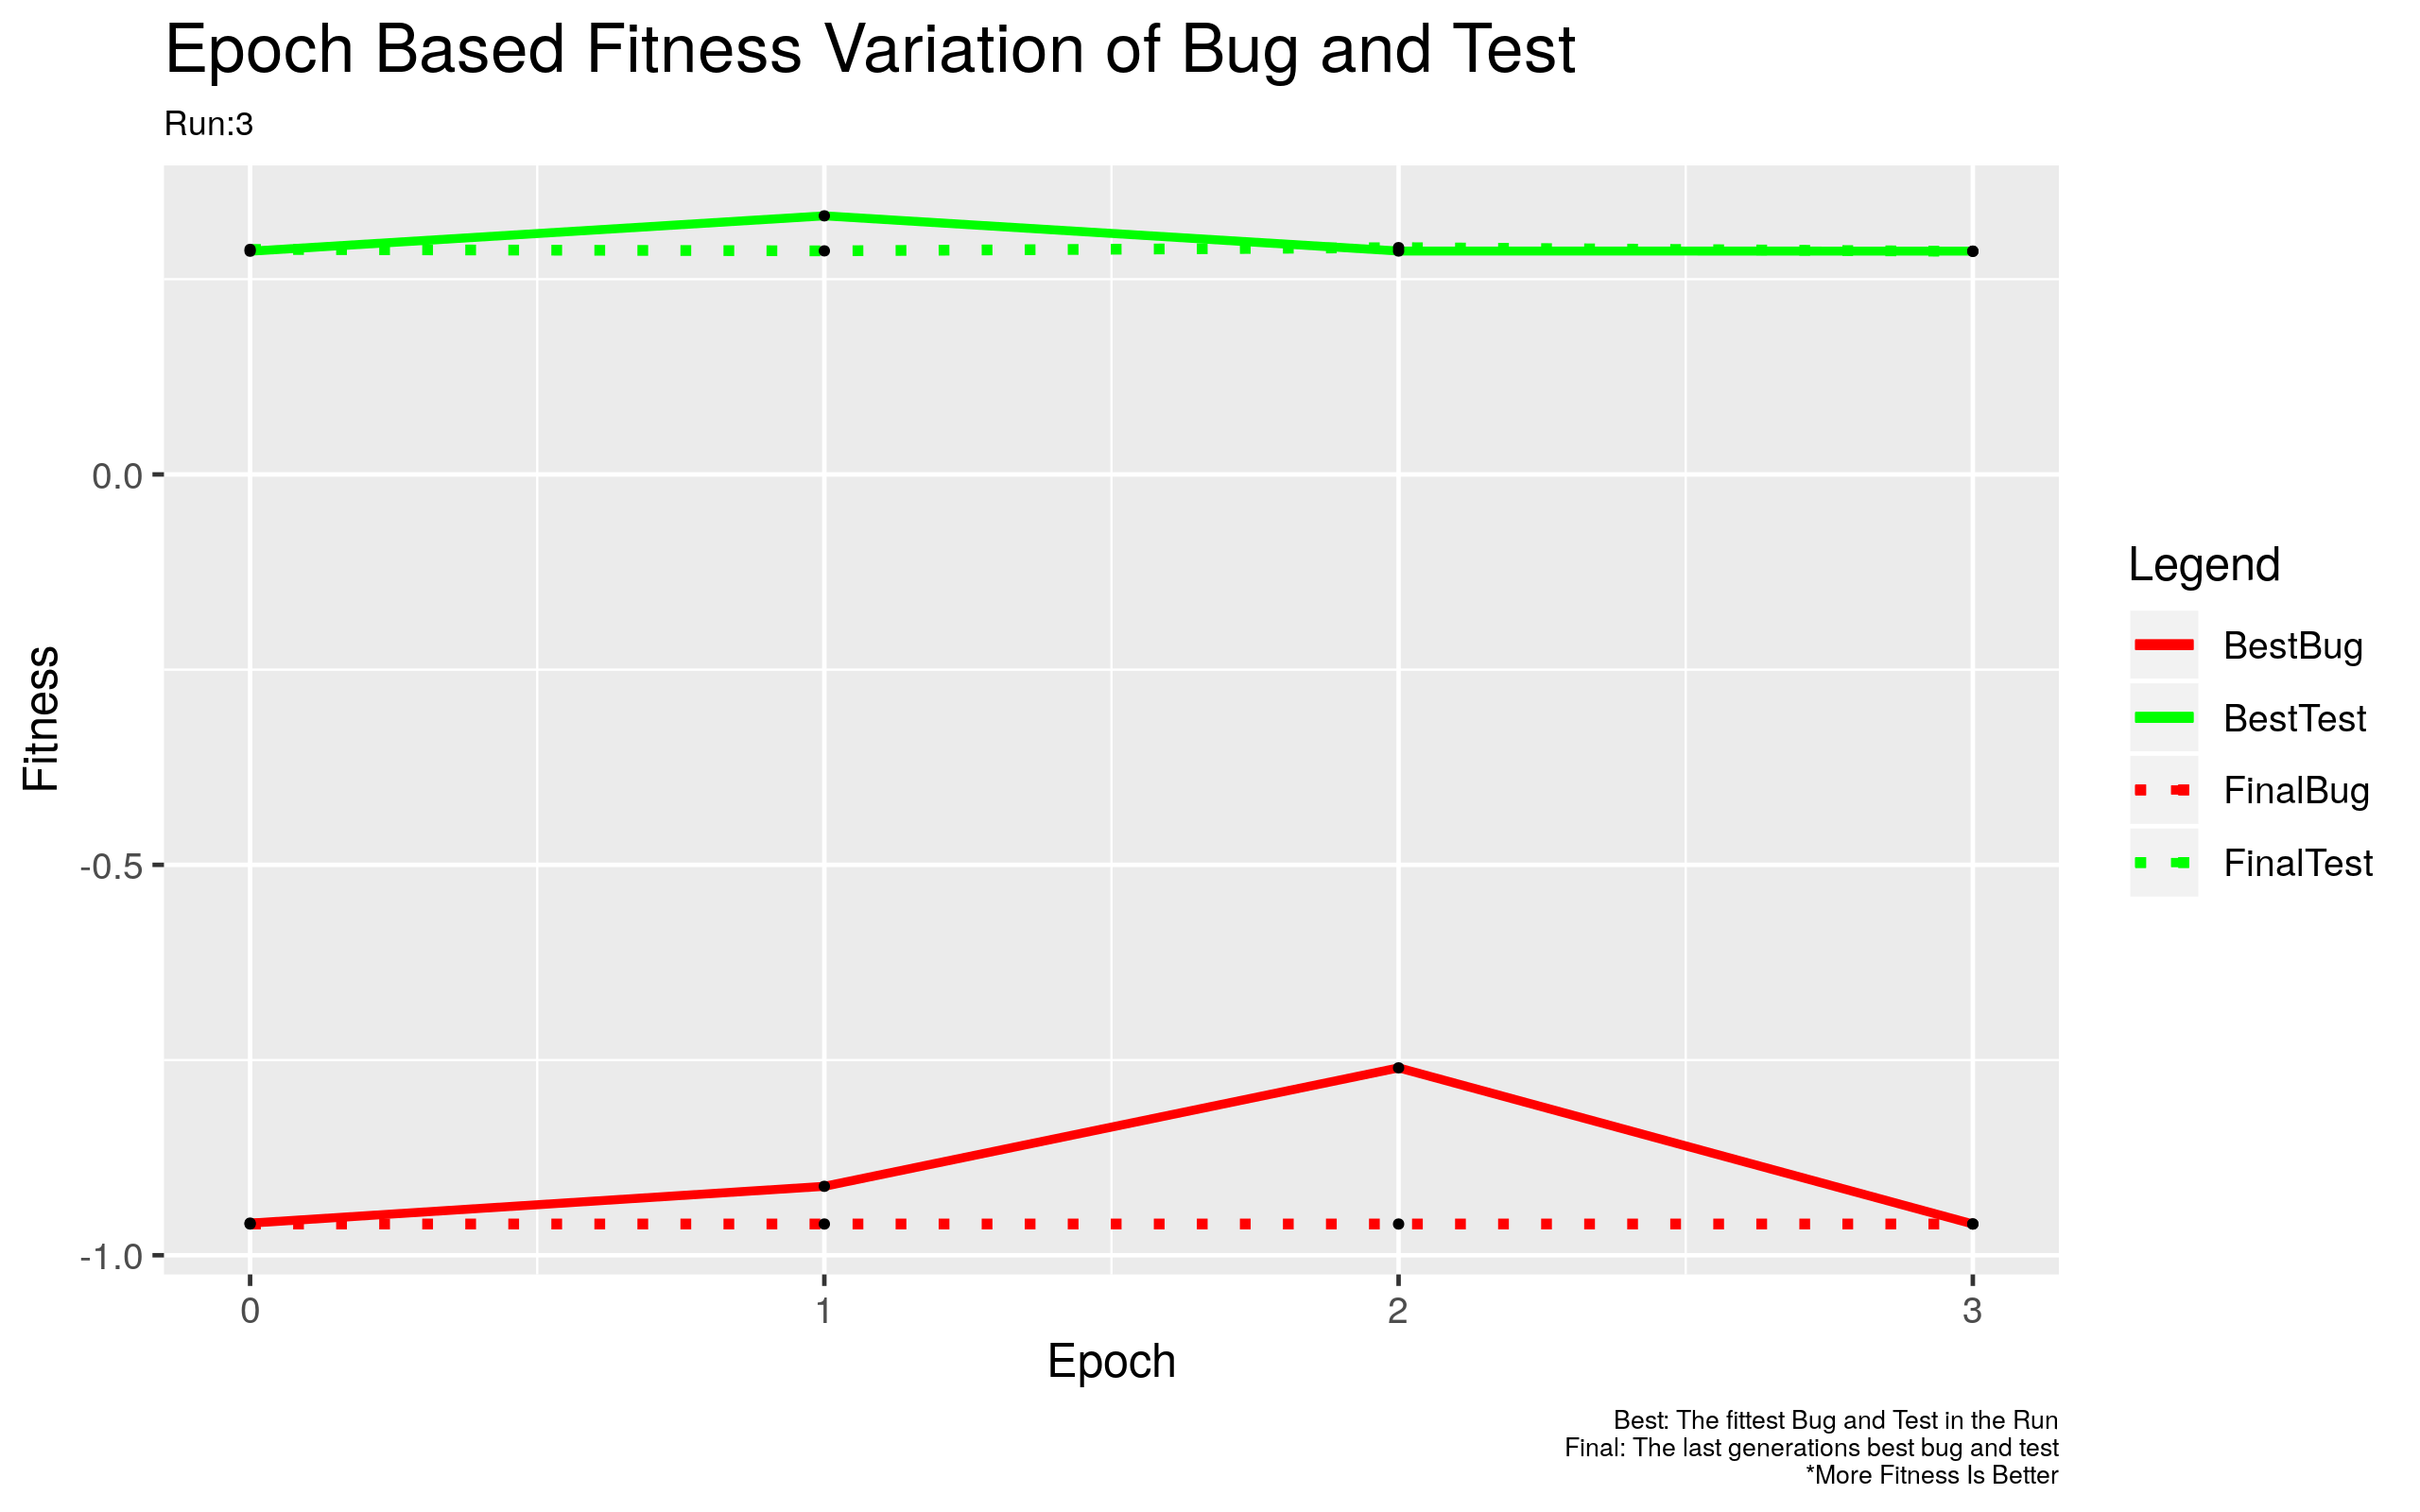 Epoch Based Fitness Variation of Bug and Test
Run:3
Fitness
0.0
-0.5
-1.0
0
1
2
3
Epoch
Legend
BestBug
BestTest
FinalBug
FinalTest
Best: The fittest Bug and Test in the Run
Final: The last generations best bug and test
*More Fitness Is Better